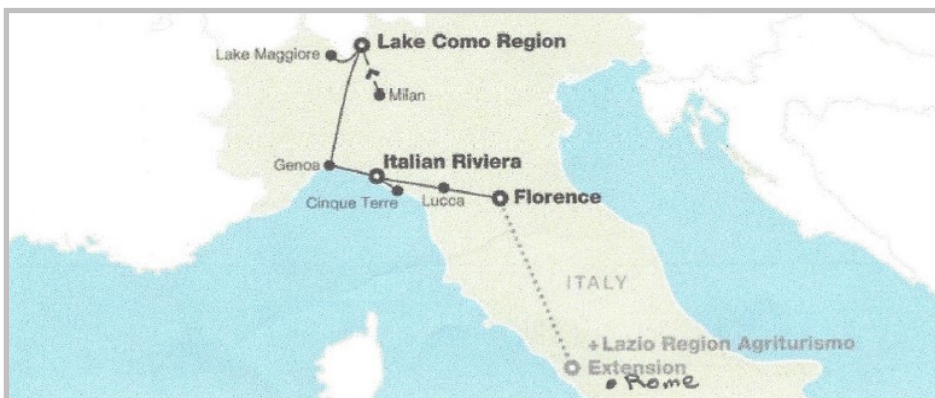 Lake Como Region
Lake Maggiore
Milan
Italian Riviera
Genoa
Cinque Terre
Lucca
Florence
ITALY
+Lazio Region Agriturismo
Extension
Rome